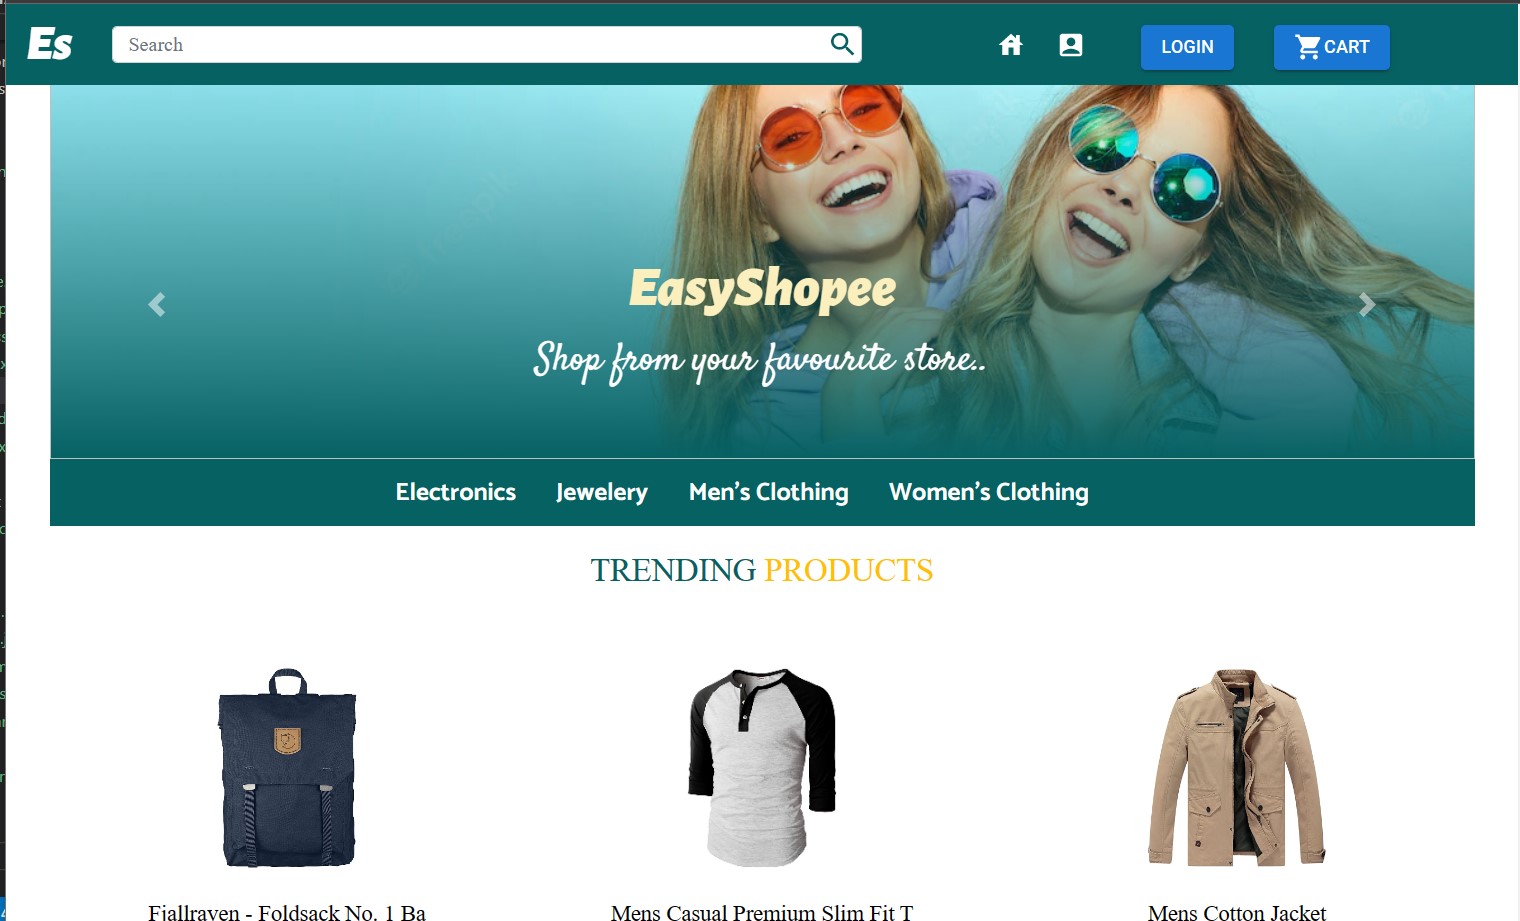 Es
Search
LOGIN
CART
EasyShopee
Shop from your favourite store..
Electronics Jewelery Men's Clothing Women's Clothing
TRENDING PRODUCTS
Fjallraven - Foldsack No. 1 Ba
Mens Casual Premium Slim Fit T
Mens Cotton Jacket